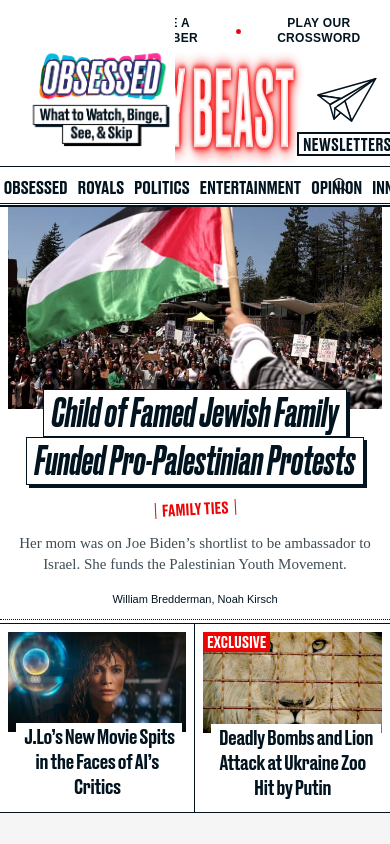 E A
BER
PLAY OUR
CROSSWORD
OBSESSED
What to Watch, Binge,
See, & Skip
Y BEAST
NEWSLETTERS
OBSESSED ROYALS POLITICS ENTERTAINMENT OPINION INN
Child of Famed Jewish Family
Funded Pro-Palestinian Protests
FAMILY TIES
Her mom was on Joe Biden’s shortlist to be ambassador to
Israel. She funds the Palestinian Youth Movement.
William Bredderman, Noah Kirsch
J.Lo’s New Movie Spits
in the Faces of AI’s
Critics
EXCLUSIVE
Deadly Bombs and Lion
Attack at Ukraine Zoo
Hit by Putin